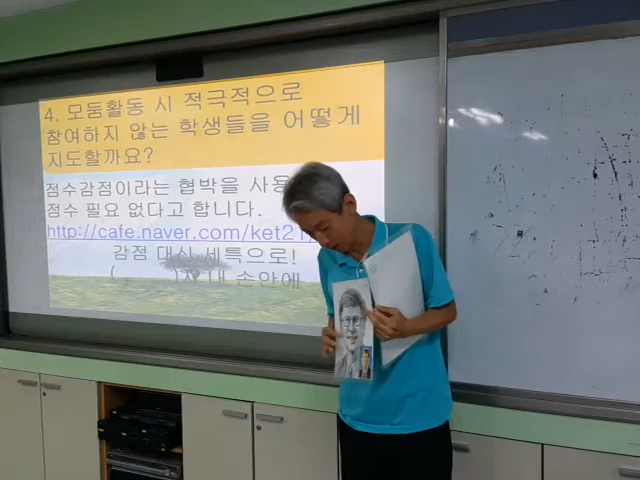 4. 모둠활동 시 적극적으로
참여하지 않는 학생들을 어떻게
지도할까요?
점수감점이라는 협박을 사용
점수 필요 없다고 합니다.
http://cafe.naver.com/ket21
감점 대신 세특으로!
내 손안에